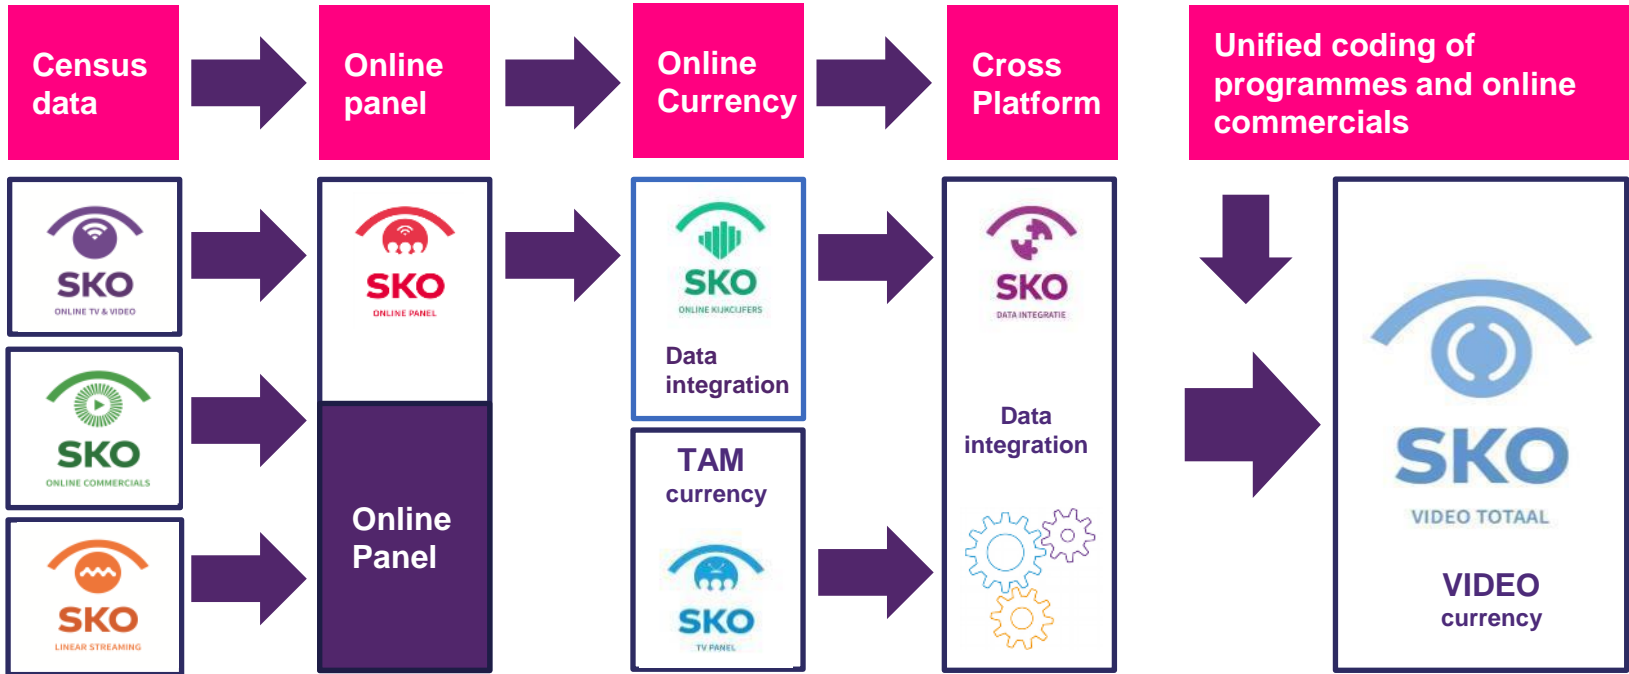 Census
data
Online
panel
Online
Currency
Cross
Platform
Unified coding of
programmes and online
commercials
SKO
ONLINE TV & VIDEO
SKO
ONLINE COMMERCIALS
SKO
LINEAR STREAMING
SKO
ONLINE PANEL
Online
Panel
SKO
ONLINE KIJKCIJFERS
Data
integration
TAM
currency
SKO
TV PANEL
SKO
DATA INTEGRATIE
Data
integration
SKO
VIDEO TOTAAL
VIDEO
currency